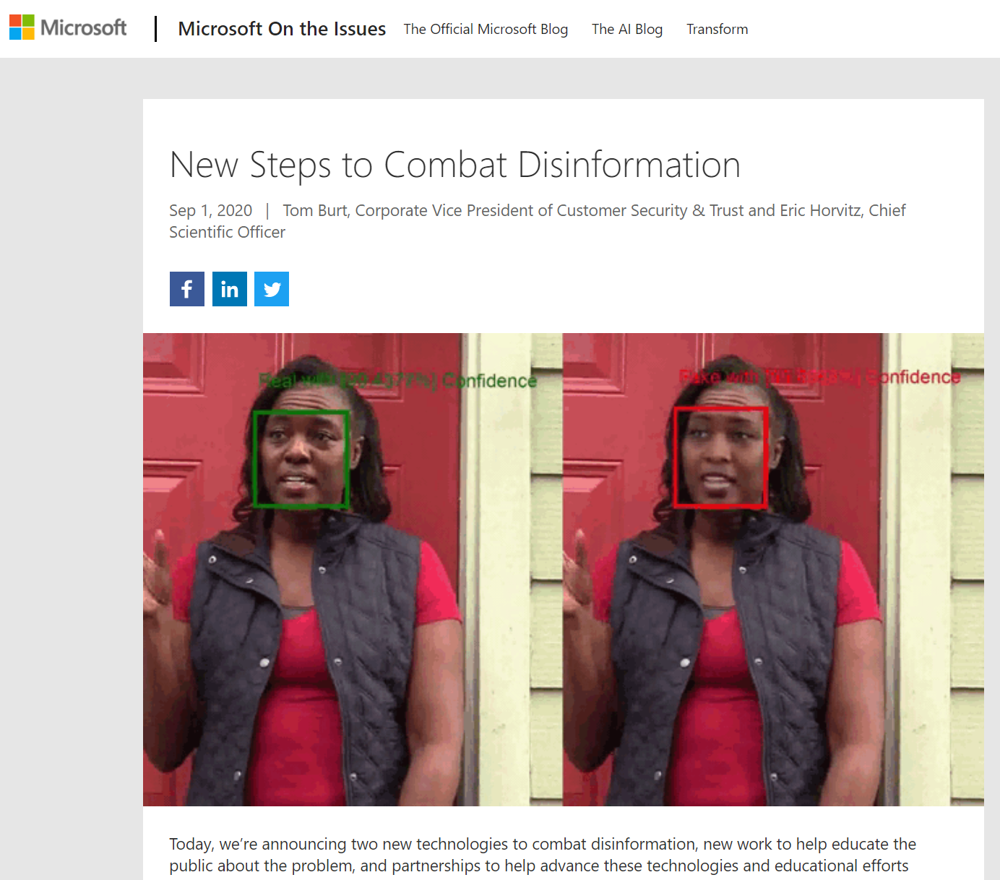 Microsoft
Microsoft On the Issues
The Official Microsoft Blog
The AI Blog
Transform
New Steps to Combat Disinformation
Sep 1, 2020 | Tom Burt, Corporate Vice President of Customer Security & Trust and Eric Horvitz, Chief
Scientific Officer
f
in
Real with Confidence
Fake with Confidence
Today, we’re announcing two new technologies to combat disinformation, new work to help educate the
public about the problem, and partnerships to help advance these technologies and educational efforts